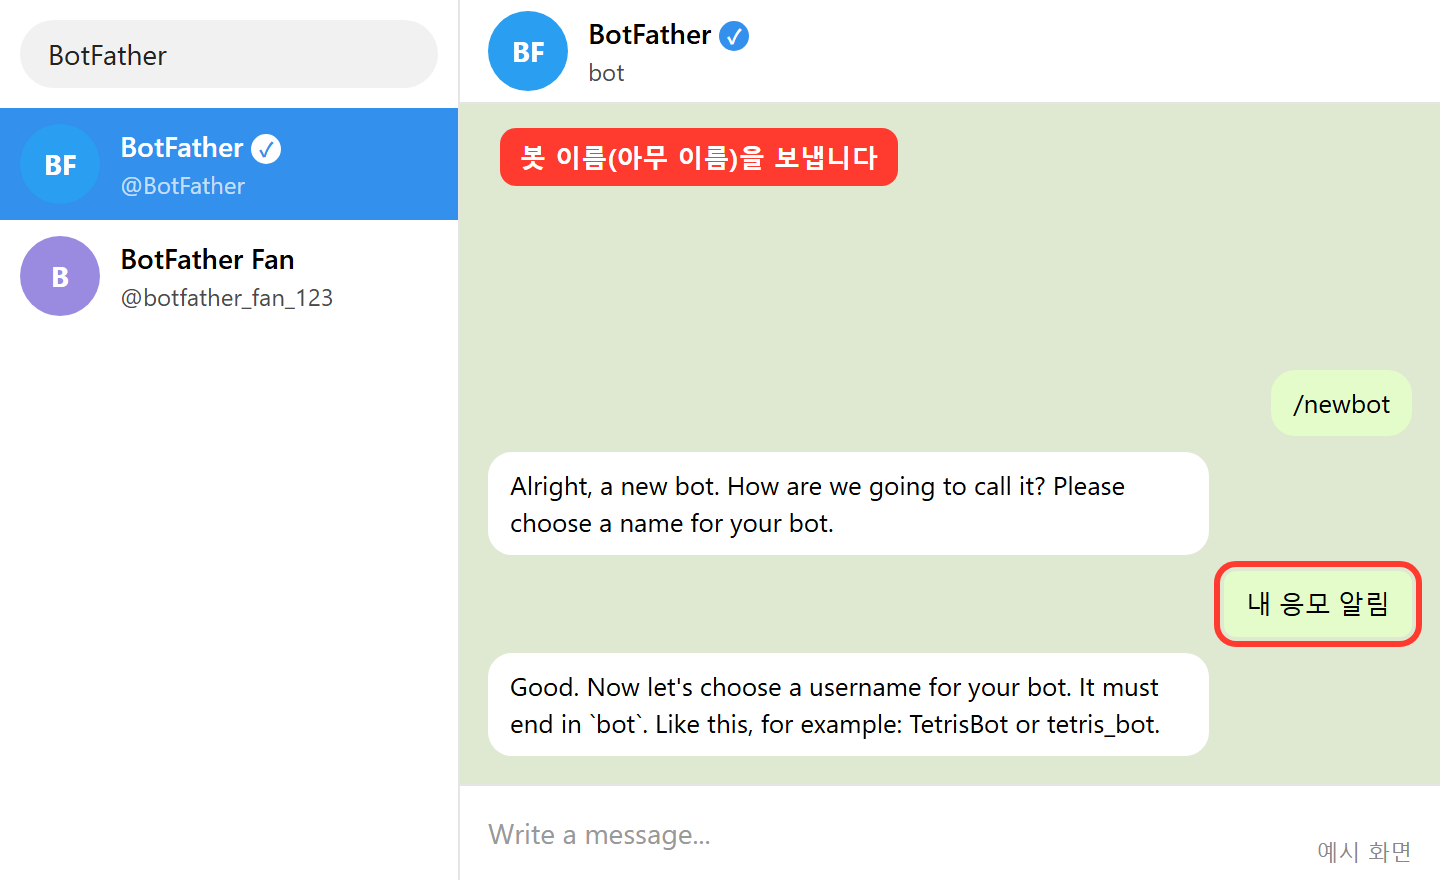 BotFather
BF
BotFather
@BotFather
B
BotFather Fan
@botfather_fan_123
BF
BotFather
bot
봇 이름(아무 이름)을 보냅니다
/newbot
Alright, a new bot. How are we going to call it? Please
choose a name for your bot.
내 응모 알림
Good. Now let's choose a username for your bot. It must
end in `bot`. Like this, for example: TetrisBot or tetris_bot.
Write a message...
예시 화면